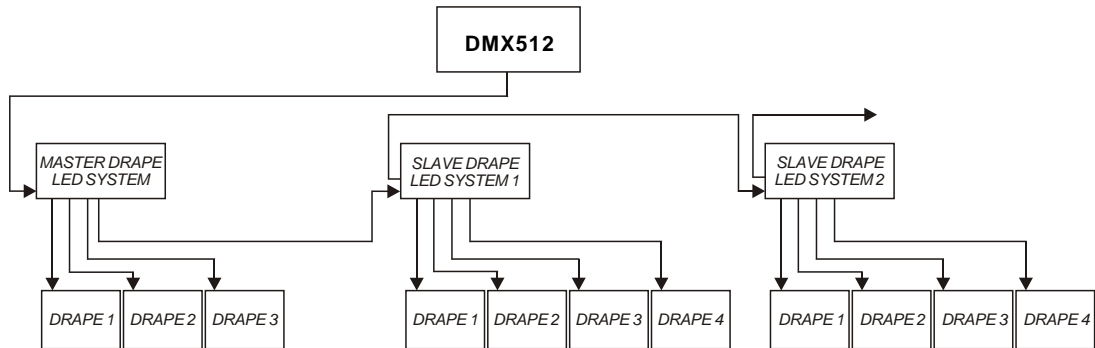 DMX512
MASTER DRAPE
LED SYSTEM
SLAVE DRAPE
LED SYSTEM 1
SLAVE DRAPE
LED SYSTEM 2
DRAPE 1
DRAPE 2
DRAPE 3
DRAPE 1
DRAPE 2
DRAPE 3
DRAPE 4
DRAPE 1
DRAPE 2
DRAPE 3
DRAPE 4